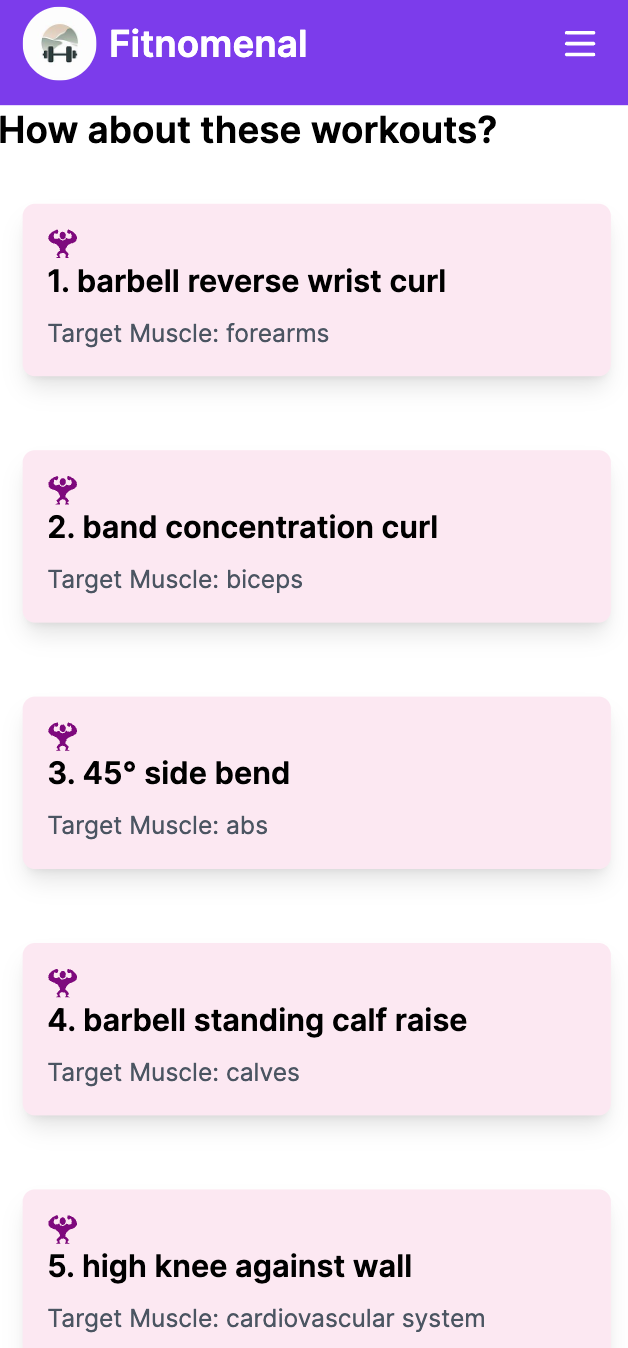 Fitnomenal
How about these workouts?
1. barbell reverse wrist curl
Target Muscle: forearms
2. band concentration curl
Target Muscle: biceps
3. 45° side bend
Target Muscle: abs
4. barbell standing calf raise
Target Muscle: calves
5. high knee against wall
Target Muscle: cardiovascular system